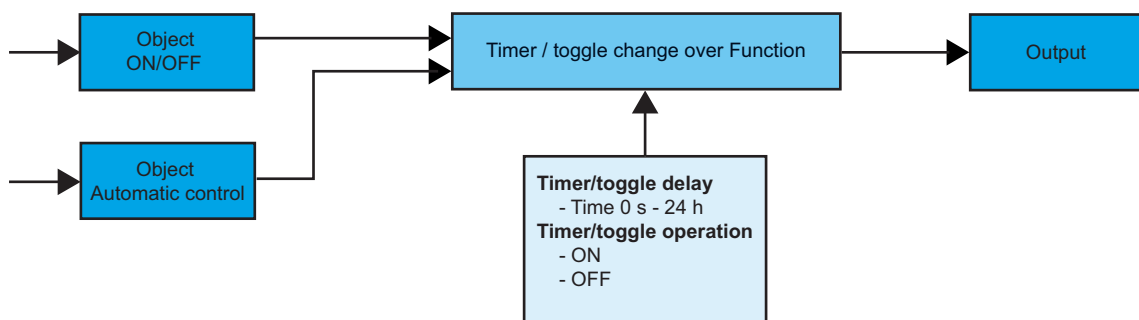 Object
ON/OFF
Timer / toggle change over Function
Output
Object
Automatic control
Timer/toggle delay
- Time 0 s - 24 h
Timer/toggle operation
- ON
- OFF